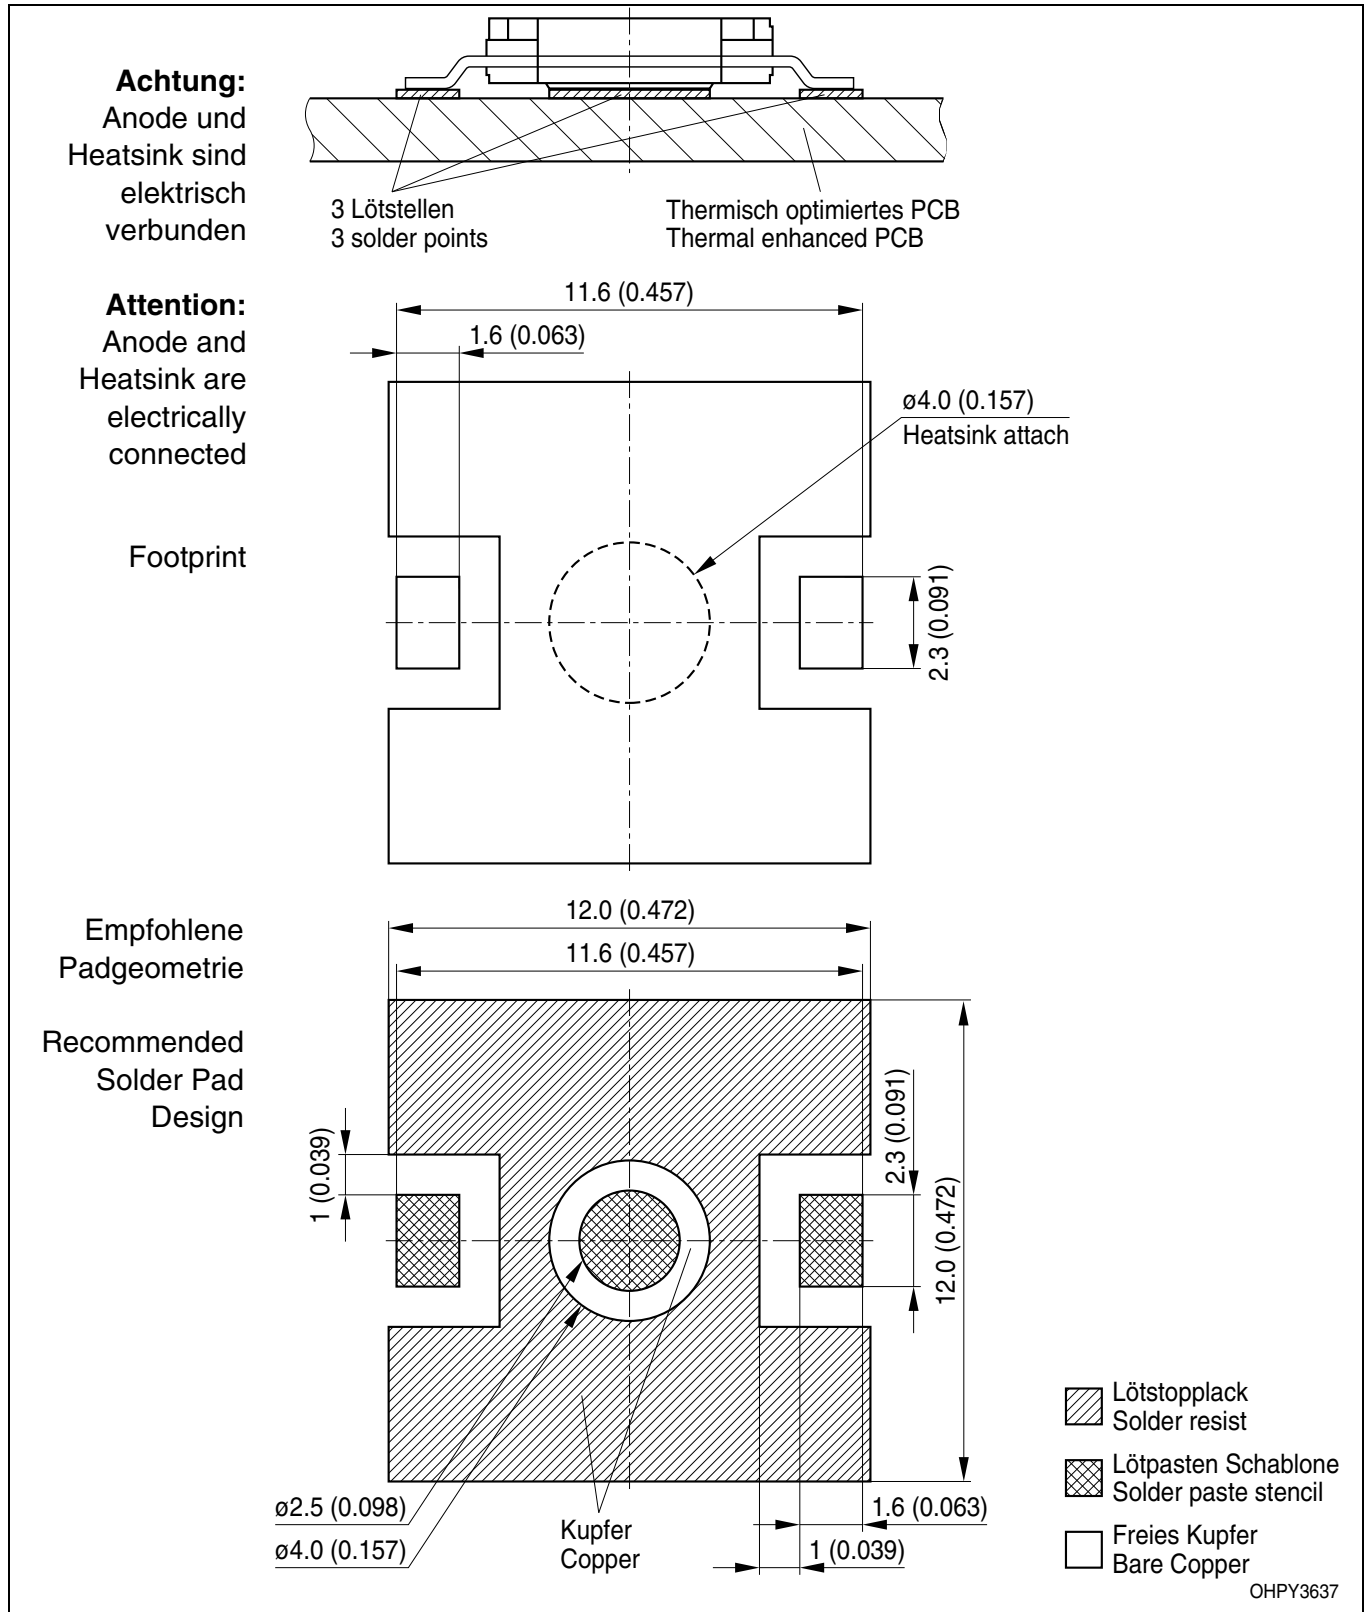 Achtung:
Anode und
Heatsink sind
elektrisch
verbunden
3 Lötstellen
3 solder points
Thermisch optimiertes PCB
Thermal enhanced PCB
Attention:
Anode and
Heatsink are
electrically
connected
Footprint
11.6 (0.457)
1.6 (0.063)
ø4.0 (0.157)
Heatsink attach
2.3 (0.091)
Empfohlene
Padgeometrie
Recommended
Solder Pad
Design
12.0 (0.472)
11.6 (0.457)
1 (0.039)
2.3 (0.091)
12.0 (0.472)
ø2.5 (0.098)
ø4.0 (0.157)
Kupfer
Copper
1.6 (0.063)
1 (0.039)
Lötstopplack
Solder resist
Lötpasten Schablone
Solder paste stencil
Freies Kupfer
Bare Copper
OHPY3637